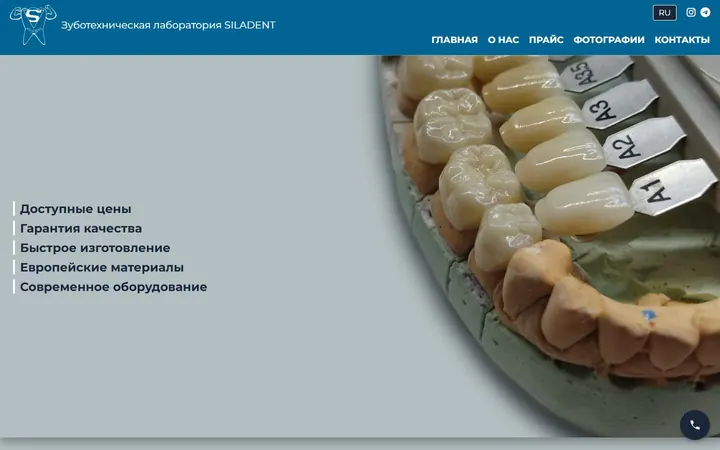 S
Зуботехническая лаборатория SILADENT
RU
ГЛАВНАЯ О НАС ПРАЙС ФОТОГРАФИИ КОНТАКТЫ
A35
A3
A2
A1
Доступные цены
Гарантия качества
Быстрое изготовление
Европейские материалы
Современное оборудование